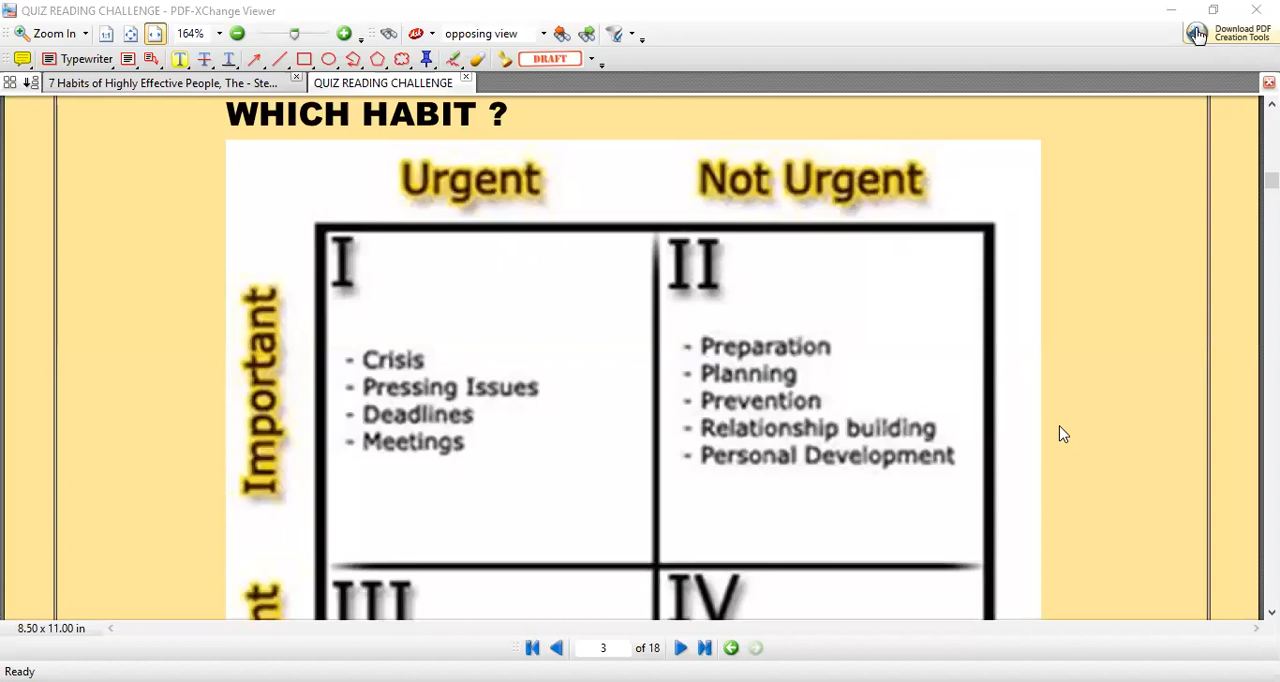 QUIZ READING CHALLENGE - PDF-XChange Viewer
Zoom In 164% opposing view
Download PDF
Creation Tools
Typewriter DRAFT
7 Habits of Highly Effective People, The - Ste... QUIZ READING CHALLENGE
WHICH HABIT ?
Urgent Not Urgent
I II
Important
- Crisis
- Pressing Issues
- Deadlines
- Meetings
- Preparation
- Planning
- Prevention
- Relationship building
- Personal Development
nt
III IV
8.50 x 11.00 in
3 of 18
Ready